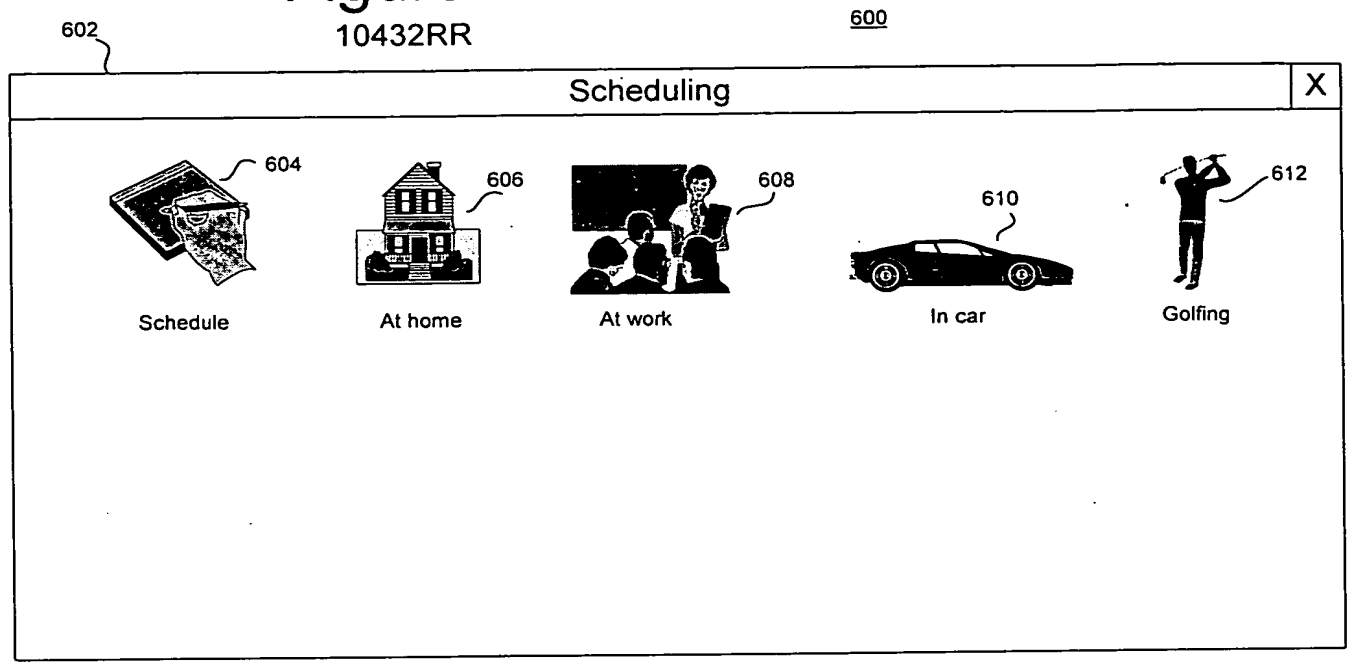 600
602
10432RR
Scheduling X
604
606
608
610
612
Schedule
At home
At work
In car
Golfing